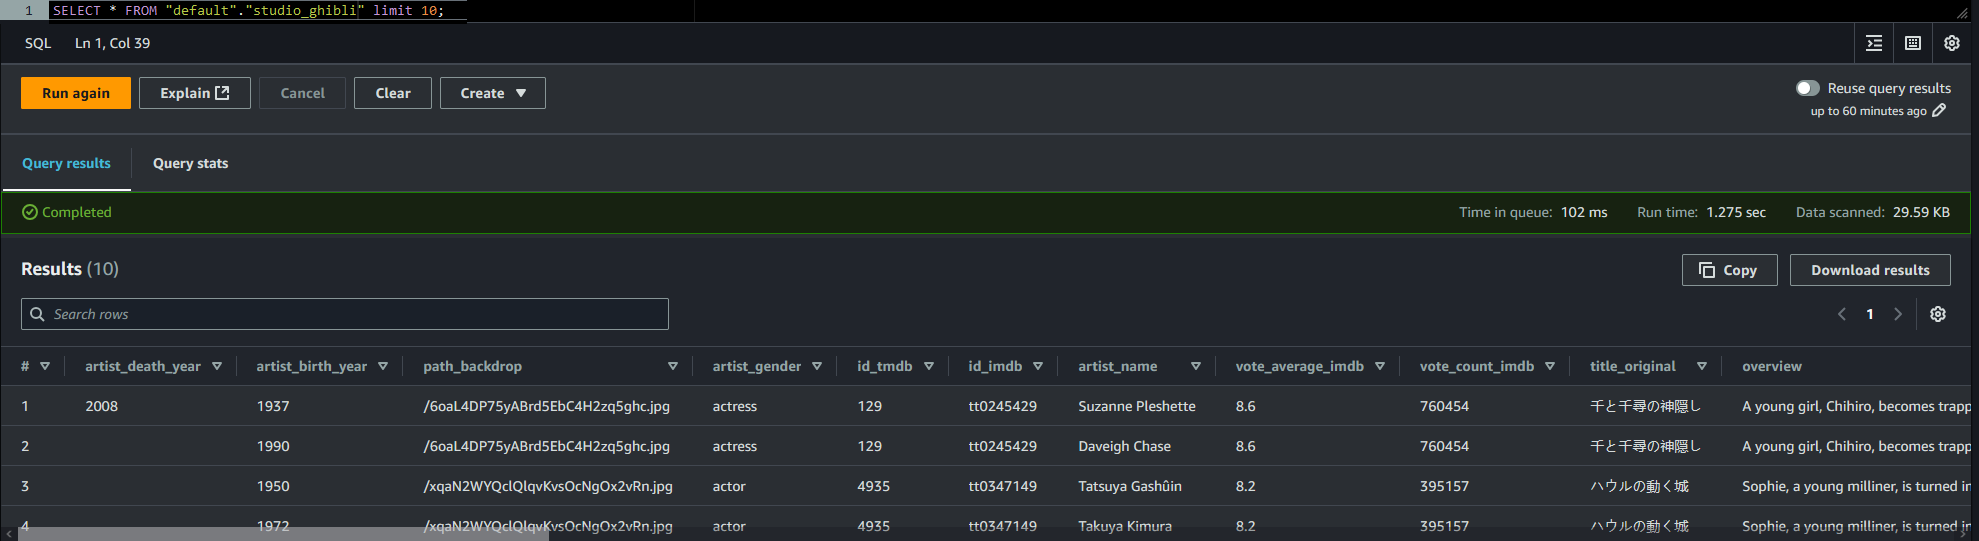 1 SELECT * FROM "default"."studio_ghibli" limit 10;
SQL Ln 1, Col 39
Run again Explain Cancel Clear Create Reuse query results
up to 60 minutes ago
Query results Query stats
Completed Time in queue: 102 ms Run time: 1.275 sec Data scanned: 29.59 KB
Results (10) Copy Download results
Search rows 1
# artist_death_year artist_birth_year path_backdrop artist_gender id_tmdb id_imdb artist_name vote_average_imdb vote_count_imdb title_original overview
1 2008 1937 /6oaL4DP75yABrd5EbC4H2zq5ghc.jpg actress 129 tt0245429 Suzanne Pleshette 8.6 760454 千と千尋の神隠し A young girl, Chihiro, becomes trapp
2 1990 /6oaL4DP75yABrd5EbC4H2zq5ghc.jpg actress 129 tt0245429 Daveigh Chase 8.6 760454 千と千尋の神隠し A young girl, Chihiro, becomes trapp
3 1950 /xqaN2WYQclQlqvKvsOcNgOx2vRn.jpg actor 4935 tt0347149 Tatsuya Gashûin 8.2 395157 ハウルの動く城 Sophie, a young milliner, is turned in
4 1972 /xqaN2WYQclQlqvKvsOcNgOx2vRn.jpg actor 4935 tt0347149 Takuya Kimura 8.2 395157 ハウルの動く城 Sophie, a young milliner, is turned in